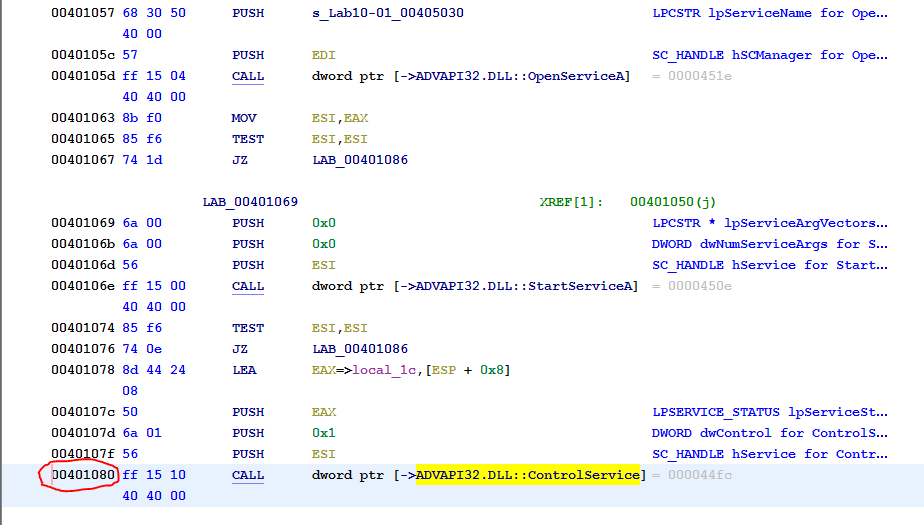 00401057 68 30 50 PUSH s_Lab10-01_00405030 LPCSTR lpServiceName for Ope...
40 00
0040105c 57 PUSH EDI SC_HANDLE hSCManager for Ope...
0040105d ff 15 04 CALL dword ptr [->ADVAPI32.DLL::OpenServiceA] = 0000451e
40 40 00
00401063 8b f0 MOV ESI,EAX
00401065 85 f6 TEST ESI,ESI
00401067 74 1d JZ LAB_00401086
LAB_00401069 XREF[1]: 00401050(j)
00401069 6a 00 PUSH 0x0 LPCSTR * lpServiceArgVectors...
0040106b 6a 00 PUSH 0x0 DWORD dwNumServiceArgs for S...
0040106d 56 PUSH ESI SC_HANDLE hService for Start...
0040106e ff 15 00 CALL dword ptr [->ADVAPI32.DLL::StartServiceA] = 0000450e
40 40 00
00401074 85 f6 TEST ESI,ESI
00401076 74 0e JZ LAB_00401086
00401078 8d 44 24 LEA EAX=>local_1c,[ESP + 0x8]
08
0040107c 50 PUSH EAX LPSERVICE_STATUS lpServiceSt...
0040107d 6a 01 PUSH 0x1 DWORD dwControl for ControlS...
0040107f 56 PUSH ESI SC_HANDLE hService for Contr...
00401080 ff 15 10 CALL dword ptr [->ADVAPI32.DLL::ControlService] = 000044fc
40 40 00